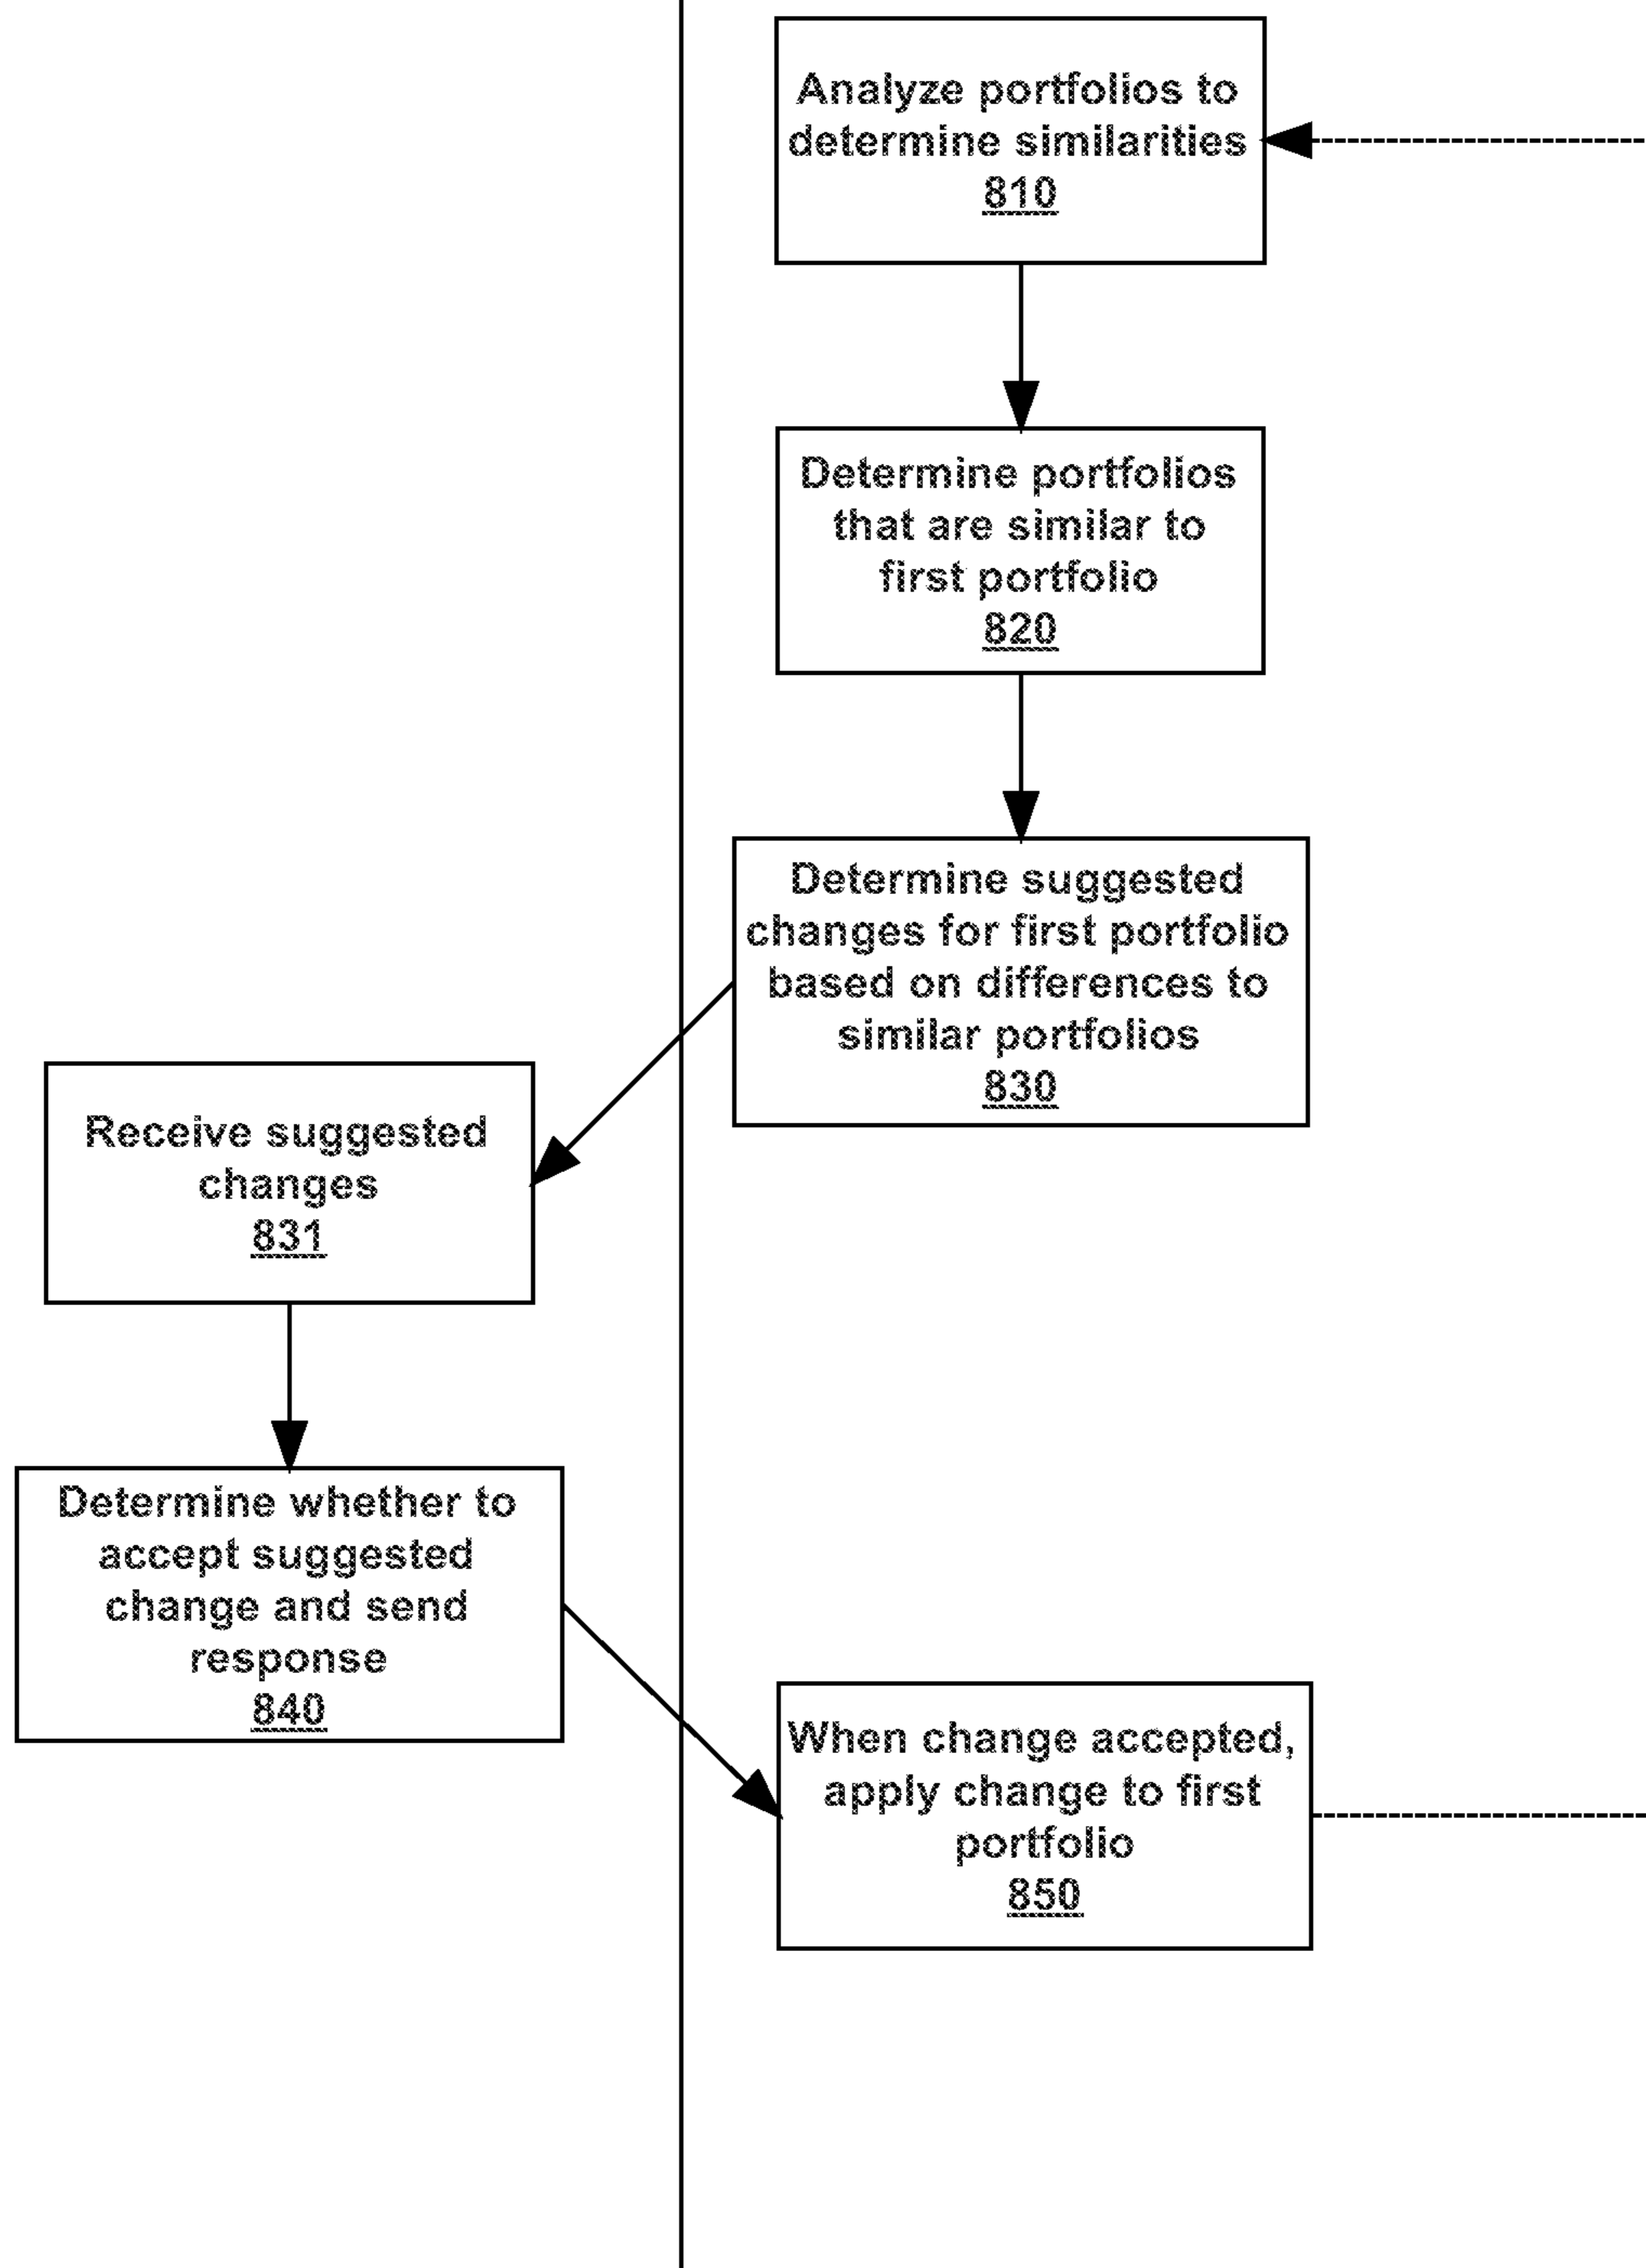 Analyze portfolios to
determine similarities
810
Determine portfolios
that are similar to
first portfolio
820
Determine suggested
changes for first portfolio
based on differences to
similar portfolios
830
Receive suggested
changes
831
Determine whether to
accept suggested
change and send
response
840
When change accepted,
apply change to first
portfolio
850